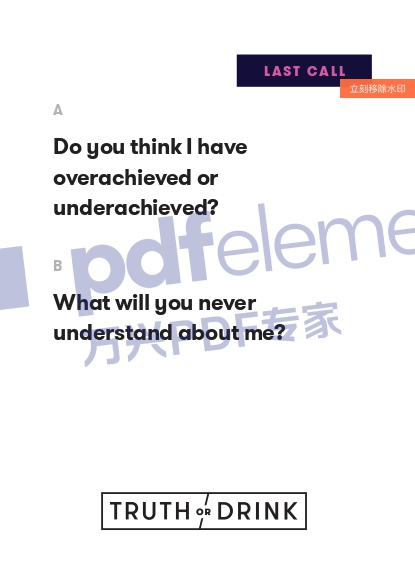 LAST CALL
立刻移除水印
A
Do you think I have
overachieved or
underachieved?
pdfeleme
B
What will you never
understand about me?
万兴PDF专家
TRUTH OR DRINK